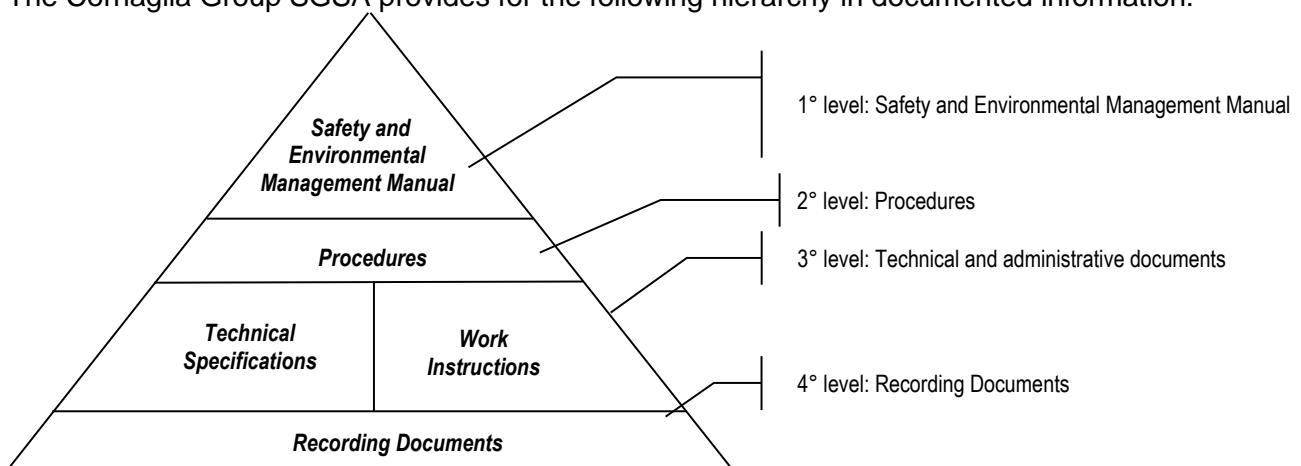 The Cornaglia Group SGSA provides for the following hierarchy in documented information:
Safety and
Environmental
Management Manual
1° level: Safety and Environmental Management Manual
Procedures
2° level: Procedures
3° level: Technical and administrative documents
Technical
Specifications
Work
Instructions
4° level: Recording Documents
Recording Documents